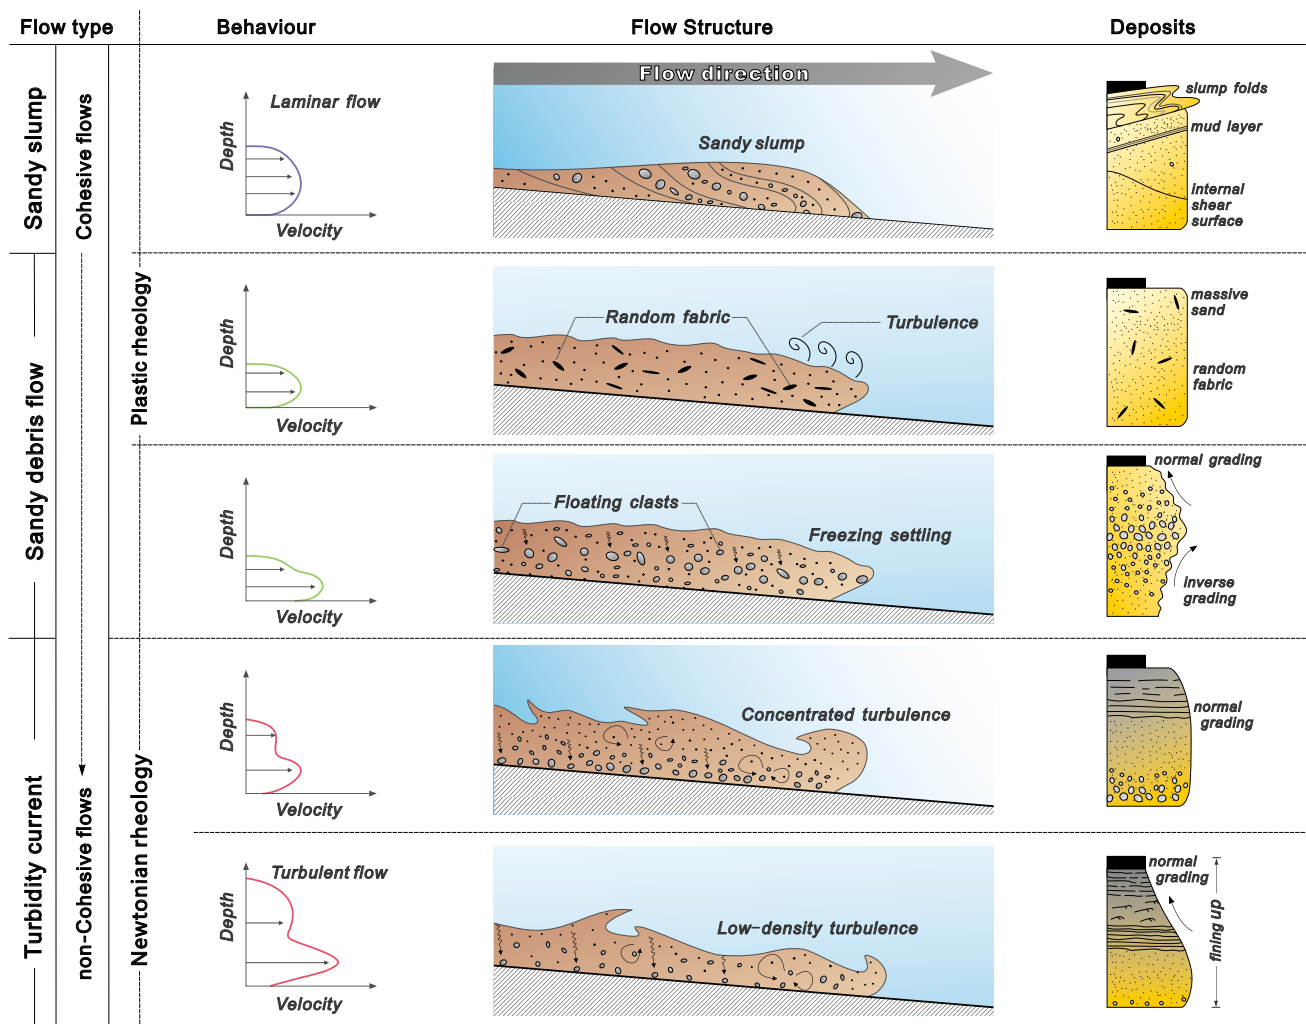 Flow type
Behaviour
Flow Structure
Deposits
Sandy slump
Cohesive flows
Plastic rheology
Laminar flow
Depth
Velocity
Flow direction
Sandy slump
slump folds
mud layer
internal
shear
surface
Sandy debris flow
Depth
Velocity
Random fabric
Turbulence
massive
sand
random
fabric
Depth
Velocity
Floating clasts
Freezing settling
normal grading
inverse
grading
Turbidity current
non-Cohesive flows
Newtonian rheology
Depth
Velocity
Concentrated turbulence
normal
grading
Turbulent flow
Depth
Velocity
Low-density turbulence
normal
grading
fining up